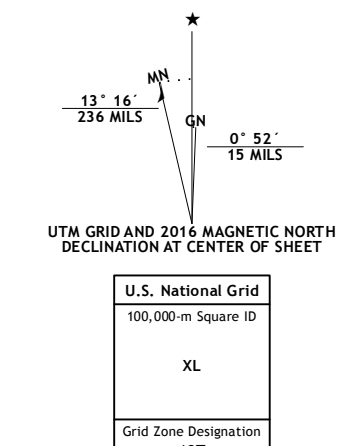 ★
MN
13° 16´
236 MILS
GN
0° 52´
15 MILS
UTM GRID AND 2016 MAGNETIC NORTH
DECLINATION AT CENTER OF SHEET
U.S. National Grid
100,000-m Square ID
XL
Grid Zone Designation